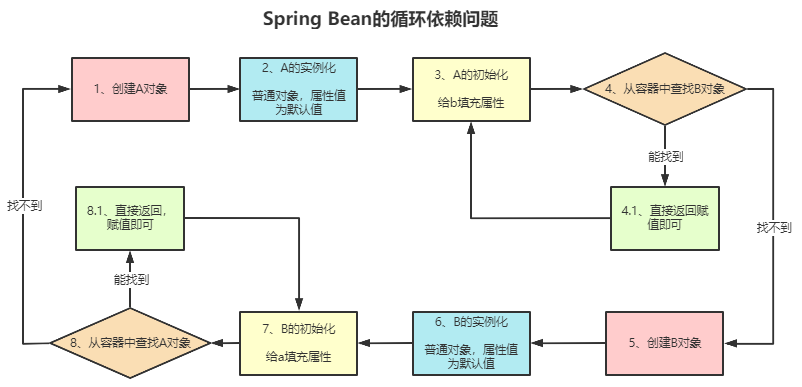 Spring Bean的循环依赖问题
1、创建A对象
2、A的实例化
普通对象，属性值
为默认值
3、A的初始化
给b填充属性
4、从容器中查找B对象
能找到
找不到
4.1、直接返回赋
值即可
找不到
8.1、直接返回，
赋值即可
能找到
8、从容器中查找A对象
7、B的初始化
给a填充属性
6、B的实例化
普通对象，属性值
为默认值
5、创建B对象